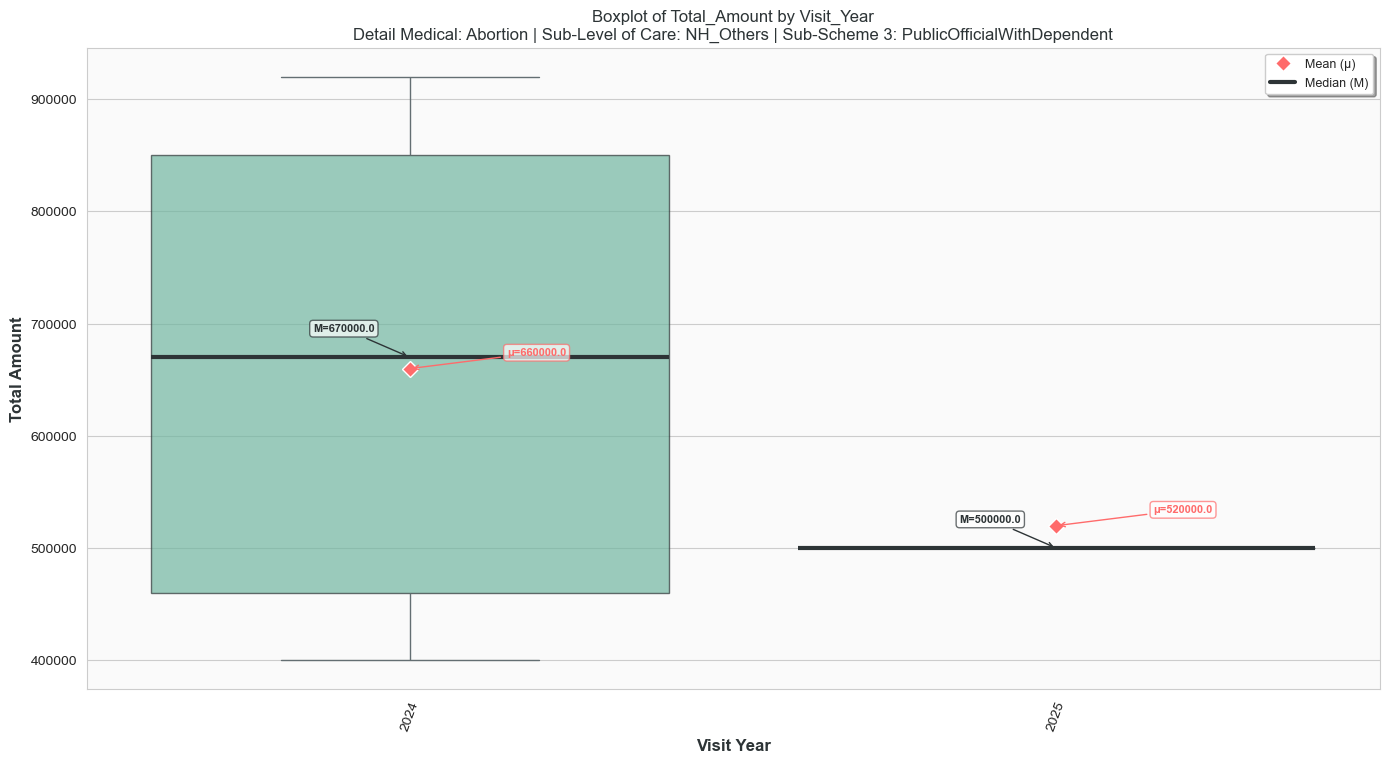 Boxplot of Total_Amount by Visit_Year
Detail Medical: Abortion | Sub-Level of Care: NH_Others | Sub-Scheme 3: PublicOfficialWithDependent
Mean (μ)
Median (M)
Total Amount
900000
800000
700000
600000
500000
400000
M=670000.0
μ=660000.0
M=500000.0
μ=520000.0
2024
2025
Visit Year